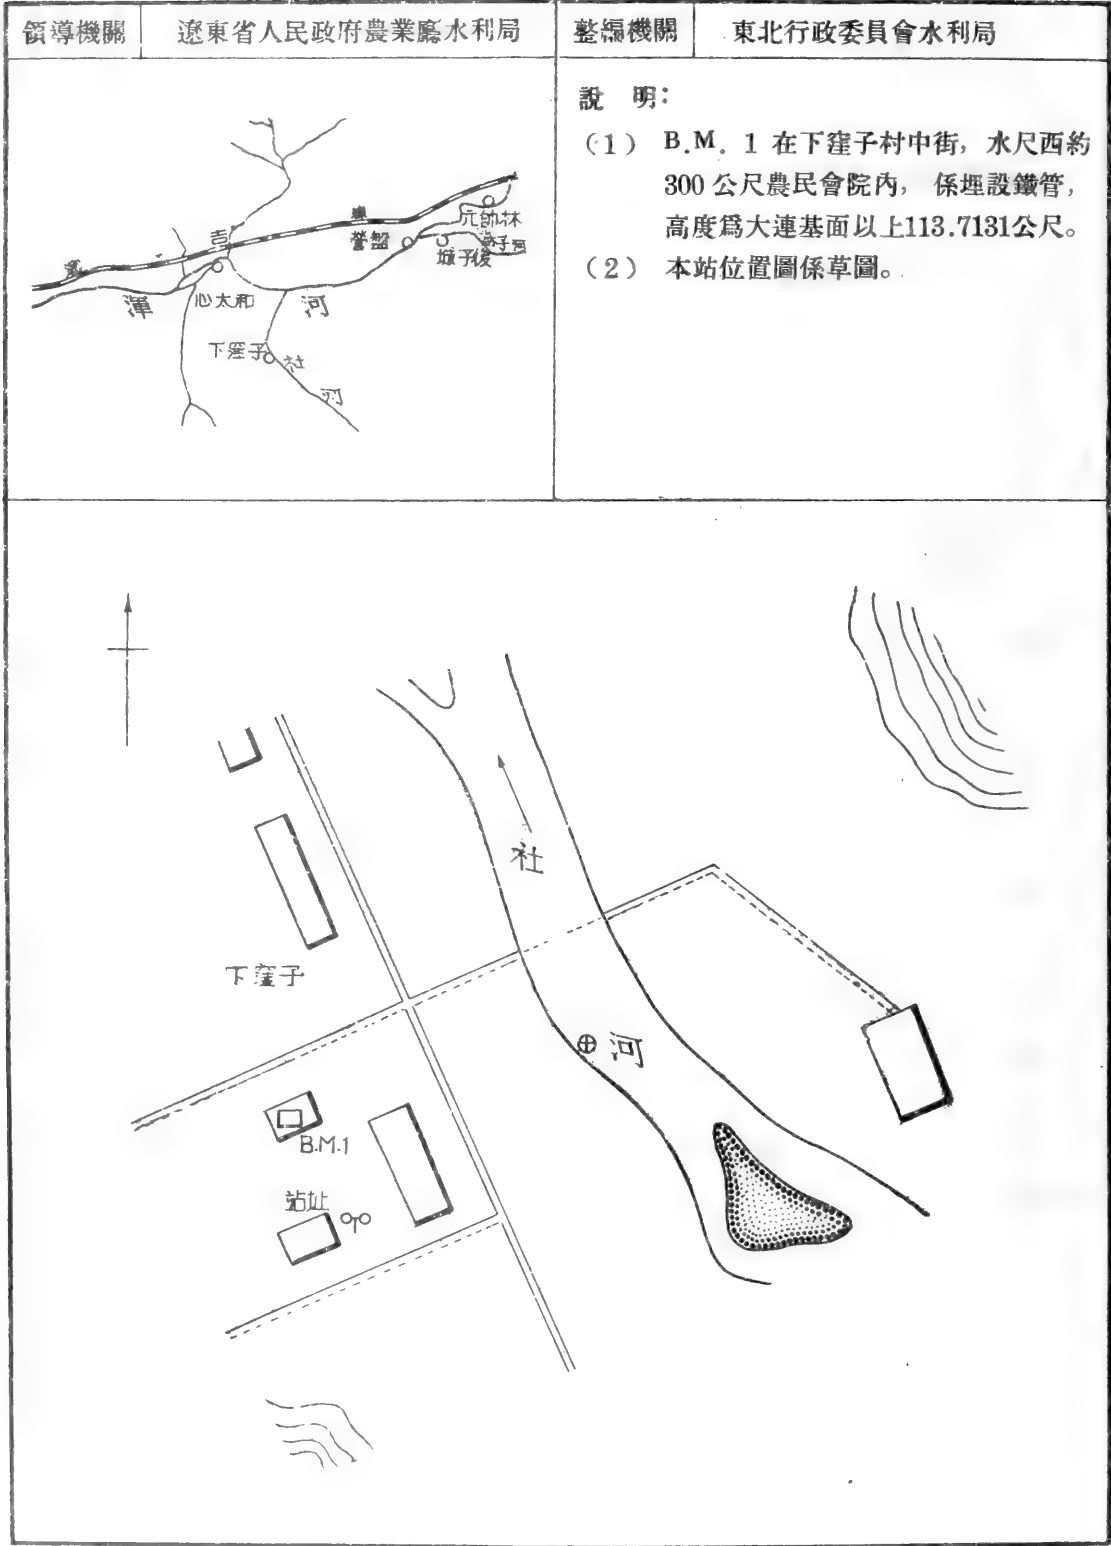 領導機關 遼東省人民政府農業廳水利局 整編機關 東北行政委員會水利局
說 明：
（1） B.M. 1 在下窪子村中街，水尺西約
300公尺農民會院內，係埋設鐵管，
高度爲大連基面以上113.7131公尺。
（2） 本站位置圖係草圖。
元帥林
營盤
城子後
吉
渾
河
心太和
下窪子
社
河
社
下窪子
河
B.M.1
站址